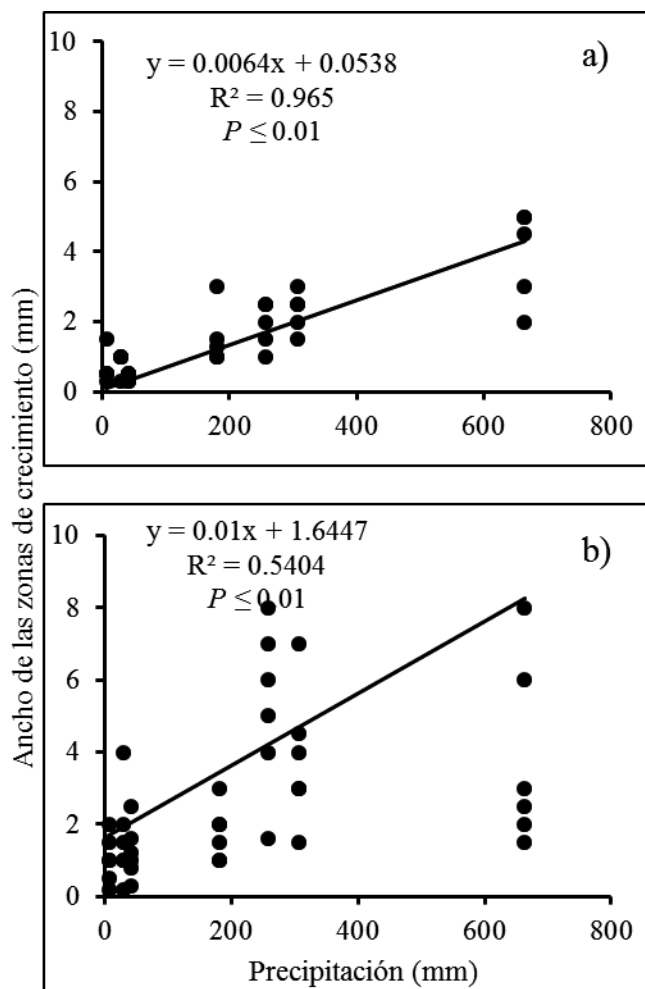 Ancho de las zonas de crecimiento (mm)
a)
y = 0.0064x + 0.0538
R² = 0.965
P ≤ 0.01
10
8
6
4
2
0
0 200 400 600 800
b)
y = 0.01x + 1.6447
R² = 0.5404
P ≤ 0.01
10
8
6
4
2
0
0 200 400 600 800
Precipitación (mm)